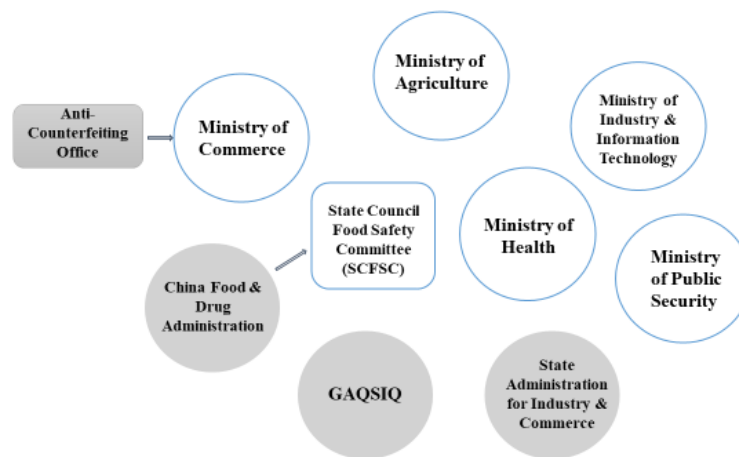 Ministry of
Agriculture
Anti-
Counterfeiting
Office
Ministry of
Commerce
Ministry of
Industry &
Information
Technology
State Council
Food Safety
Committee
(SCFSC)
Ministry of
Health
Ministry
of Public
Security
China Food &
Drug
Administration
GAQSIQ
State
Administration
for Industry &
Commerce